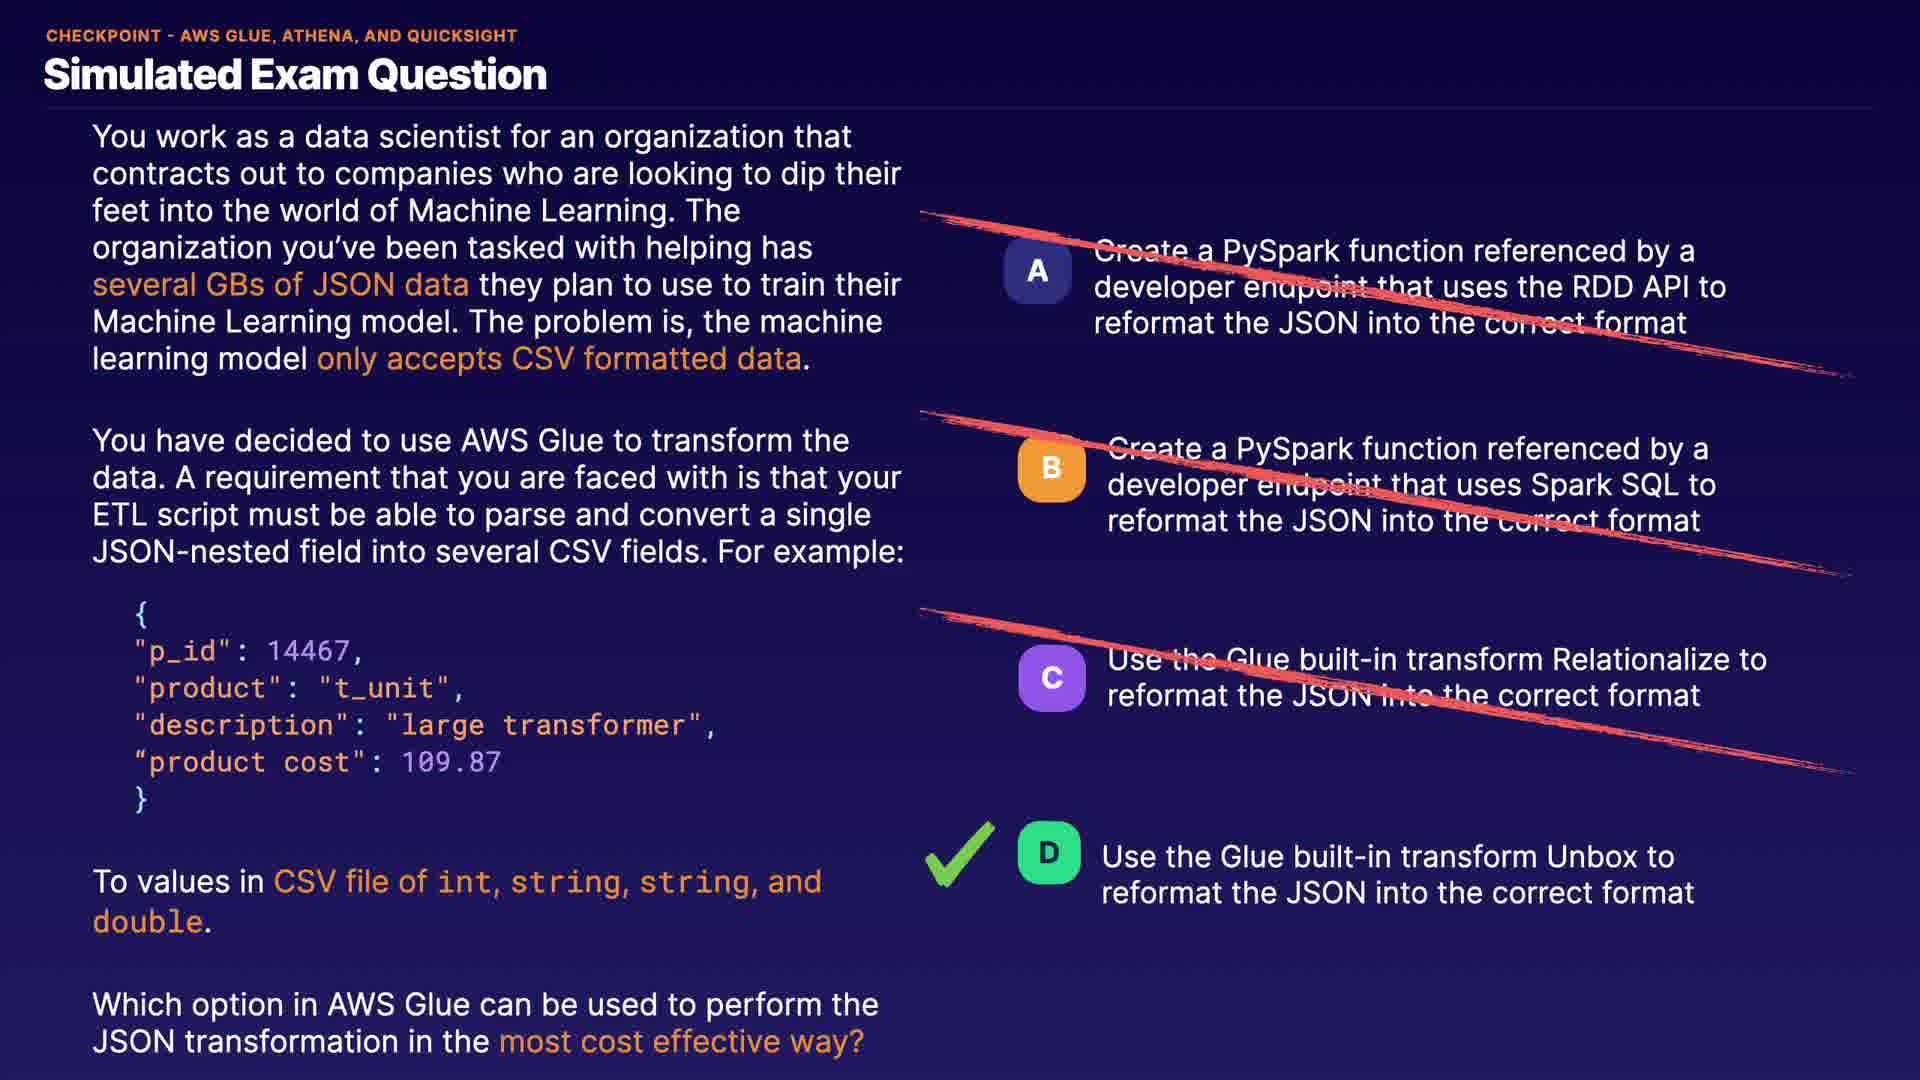 CHECKPOINT - AWS GLUE, ATHENA, AND QUICKSIGHT
Simulated Exam Question
You work as a data scientist for an organization that
contracts out to companies who are looking to dip their
feet into the world of Machine Learning. The
organization you’ve been tasked with helping has
several GBs of JSON data they plan to use to train their
Machine Learning model. The problem is, the machine
learning model only accepts CSV formatted data.
You have decided to use AWS Glue to transform the
data. A requirement that you are faced with is that your
ETL script must be able to parse and convert a single
JSON-nested field into several CSV fields. For example:
{
"p_id": 14467,
"product": "t_unit",
"description": "large transformer",
“product cost": 109.87
}
To values in CSV file of int, string, string, and
double.
Which option in AWS Glue can be used to perform the
JSON transformation in the most cost effective way?
A
Create a PySpark function referenced by a
developer endpoint that uses the RDD API to
reformat the JSON into the correct format
B
Create a PySpark function referenced by a
developer endpoint that uses Spark SQL to
reformat the JSON into the correct format
C
Use the Glue built-in transform Relationalize to
reformat the JSON into the correct format
D
Use the Glue built-in transform Unbox to
reformat the JSON into the correct format